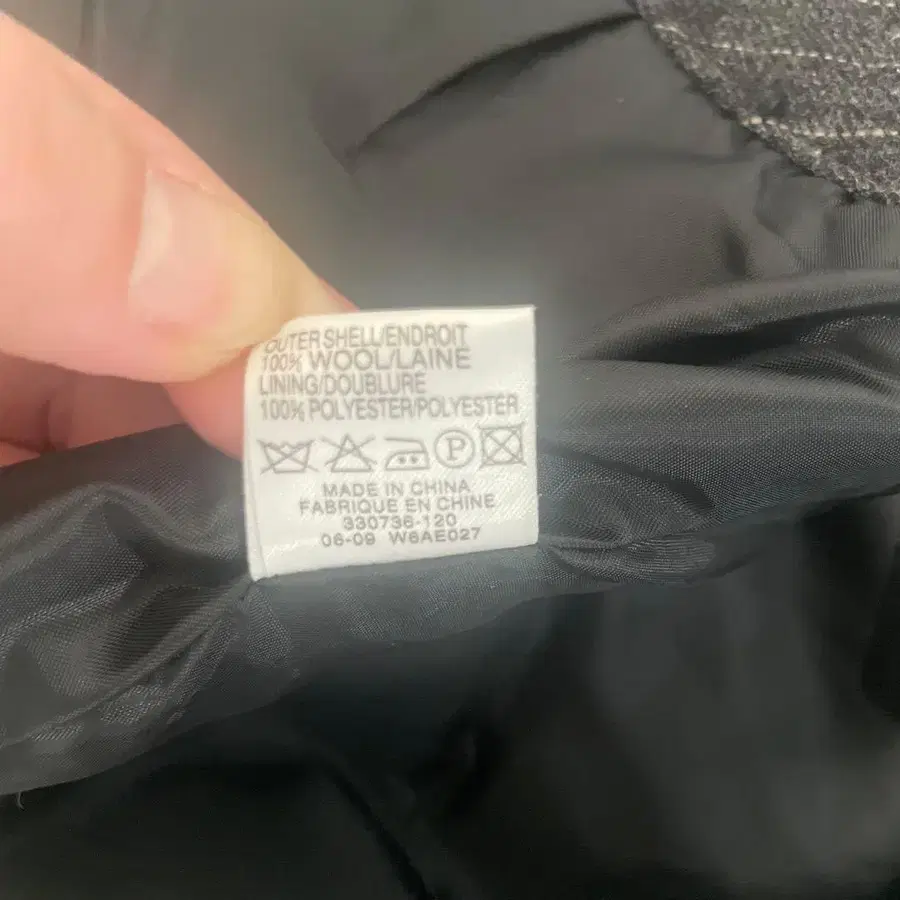 OUTER SHELL/ENDROIT
100% WOOL/LAINE
LINING/DOUBLURE
100% POLYESTER/POLYESTER
P
MADE IN CHINA
FABRIQUE EN CHINE
330736-120
06-09 W6AE027